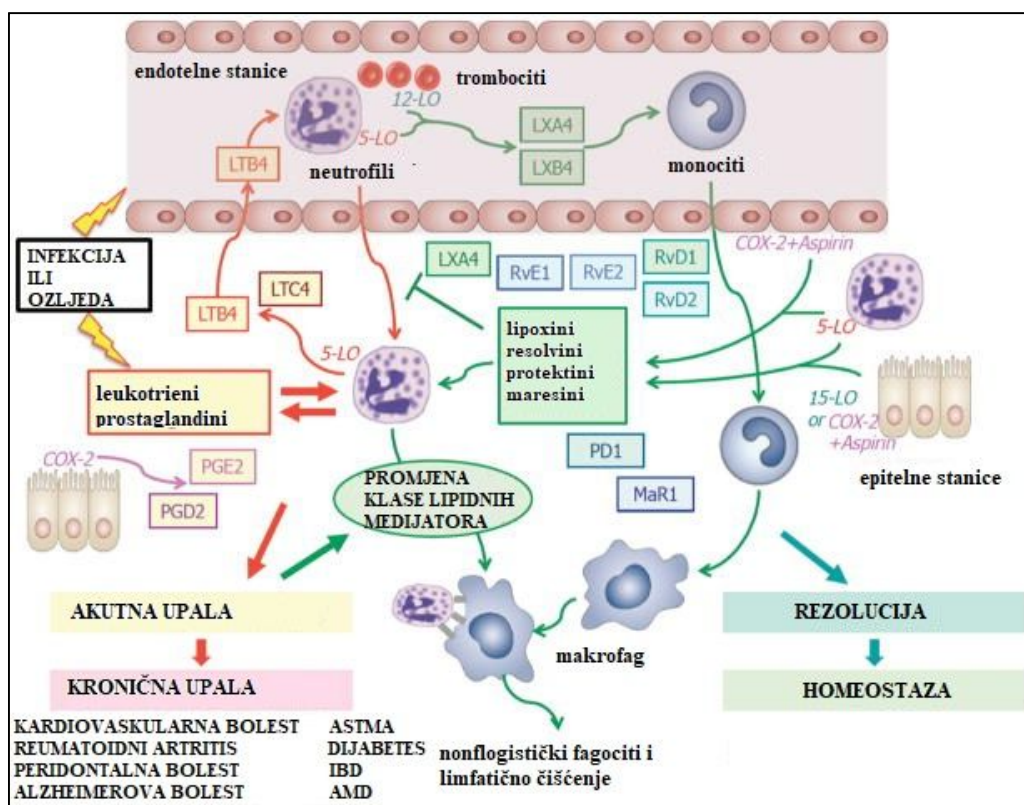 endotelne stanice
trombociti
12-LO
5-LO
LXA4
LXB4
LTB4
neutrofili
monociti
INFEKCIJA
ILI
OZLJEDA
LTB4
LTC4
5-LO
LXA4
RvE1
RvE2
RvD1
RvD2
COX-2+Aspirin
5-LO
leukotrieni
prostaglandini
lipoxini
resolvini
protektini
maresini
15-LO
or COX-2
+Aspirin
epitelne stanice
COX-2
PGE2
PGD2
PD1
MaR1
PROMJENA
KLASE LIPIDNIH
MEDIJATORA
AKUTNA UPALA
makrofag
REZOLUCIJA
KRONIČNA UPALA
HOMEOSTAZA
KARDIOVASKULARNA BOLEST ASTMA
REUMATOIDNI ARTRITIS DIJABETES
PERIDONTALNA BOLEST IBD
ALZHEIMEROVA BOLEST AMD
nonflogistički fagociti i
limfatično čišćenje